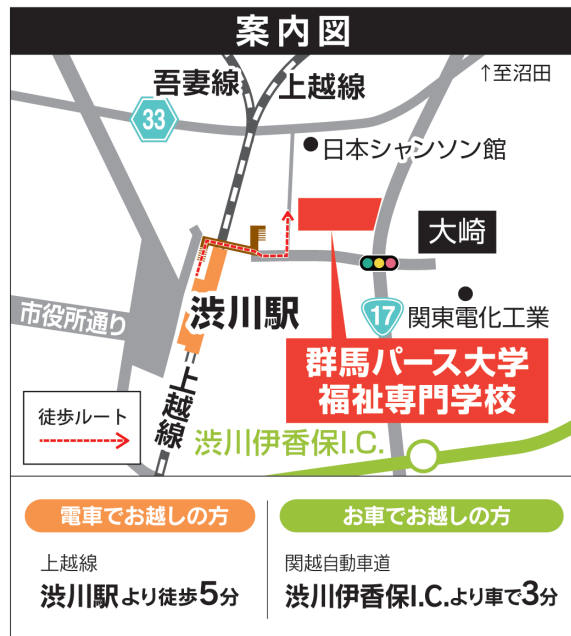 案内図
吾妻線
上越線
↑至沼田
33
日本シャンソン館
大崎
渋川駅
17
関東電化工業
市役所通り
群馬パース大学
福祉専門学校
上越線
徒歩ルート
渋川伊香保I.C.
電車でお越しの方
上越線
渋川駅より徒歩5分
お車でお越しの方
関越自動車道
渋川伊香保I.C.より車で3分